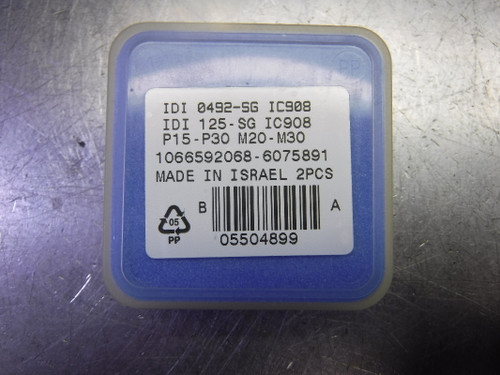 IDI 0492-SG IC908
IDI 125-SG IC908
P15-P30 M20-M30
1066592068-6075891
MADE IN ISRAEL 2PCS
B A
05
PP
05504899